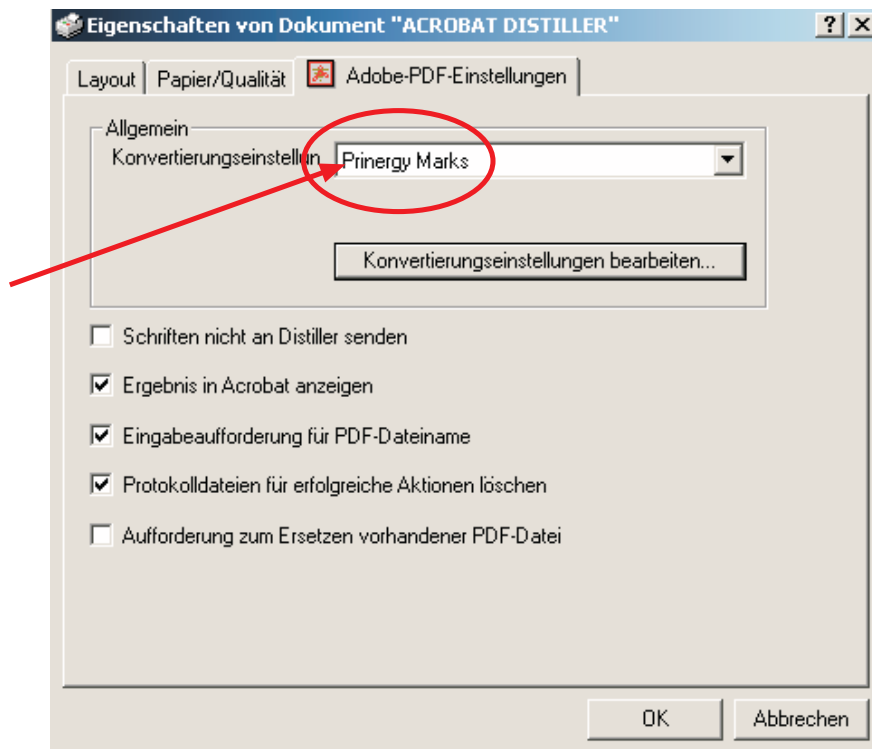 Eigenschaften von Dokument "ACROBAT DISTILLER"
Layout Papier/Qualität Adobe-PDF-Einstellungen
Allgemein
Konvertierungseinstellun Prinergy Marks
Konvertierungseinstellungen bearbeiten...
Schriften nicht an Distiller senden
Ergebnis in Acrobat anzeigen
Eingabeaufforderung für PDF-Dateiname
Protokolldateien für erfolgreiche Aktionen löschen
Aufforderung zum Ersetzen vorhandener PDF-Datei
OK Abbrechen